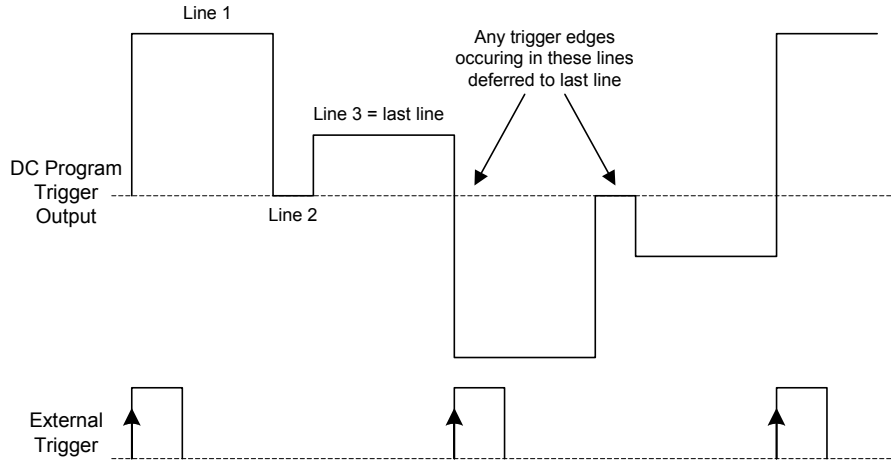 Line 1
Any trigger edges
occuring in these lines
deferred to last line
Line 3 = last line
DC Program
Trigger
Output
Line 2
External
Trigger